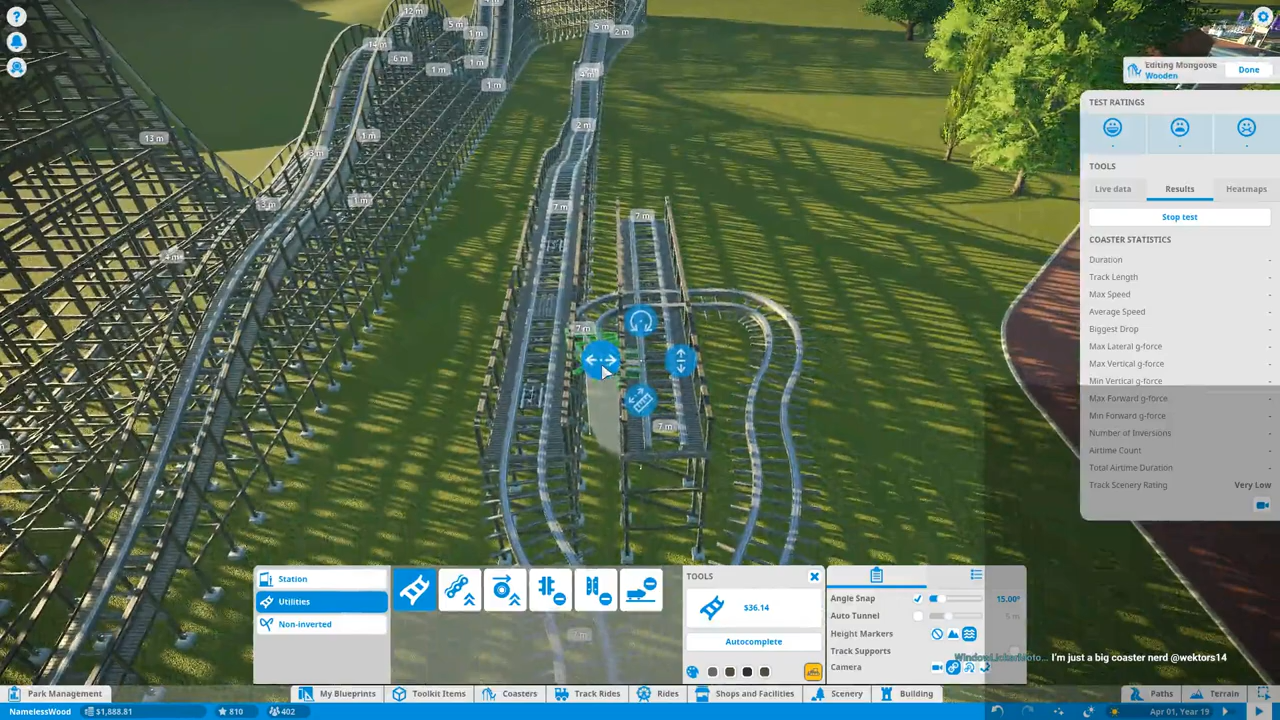 12 m
5 m
1 m
5 m
2 m
14 m
6 m
1 m
1 m
1 m
4 m
2 m
13 m
3 m
1 m
3 m
1 m
4 m
7 m
7 m
7 m
7 m
Editing Mongoose
Wooden
Done
TEST RATINGS
-
-
-
TOOLS
Live data
Results
Heatmaps
Stop test
COASTER STATISTICS
Duration -
Track Length -
Max Speed -
Average Speed -
Biggest Drop -
Max Lateral g-force -
Max Vertical g-force -
Min Vertical g-force -
Max Forward g-force -
Min Forward g-force -
Number of Inversions -
Airtime Count -
Total Airtime Duration -
Track Scenery Rating Very Low
Station
Utilities
Non-inverted
TOOLS
$36.14
Autocomplete
Angle Snap 15.00°
Auto Tunnel 5 m
Height Markers
Track Supports
Camera
I'm just a big coaster nerd @wektors14
Park Management
My Blueprints
Toolkit Items
Coasters
Track Rides
Rides
Shops and Facilities
Scenery
Building
Paths
Terrain
NamelessWood
$1,888.81
810
402
Apr 01, Year 19